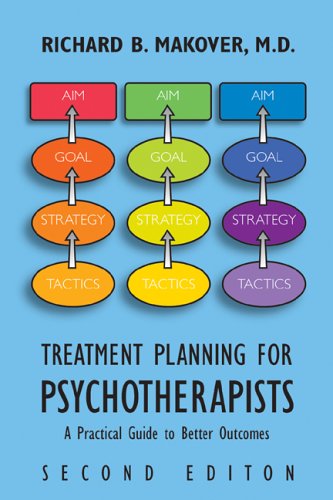 RICHARD B. MAKOVER, M.D.
AIM AIM AIM
GOAL GOAL GOAL
STRATEGY STRATEGY STRATEGY
TACTICS TACTICS TACTICS
TREATMENT PLANNING FOR
PSYCHOTHERAPISTS
A Practical Guide to Better Outcomes
SECOND EDITON